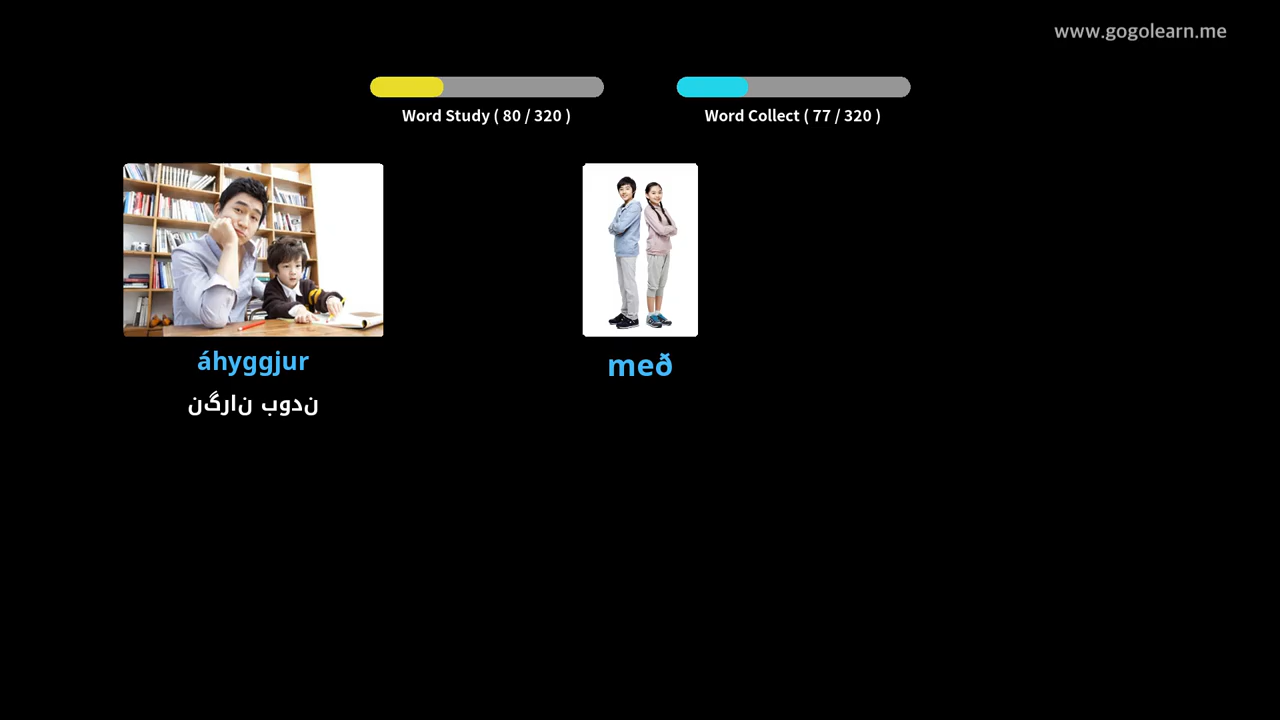 www.gogolearn.me
Word Study ( 80 / 320 )
Word Collect ( 77 / 320 )
áhyggjur
نگران بودن
með